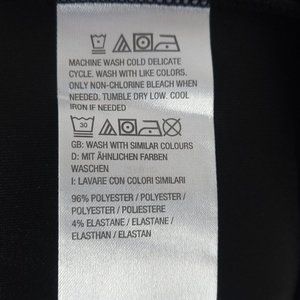 MACHINE WASH COLD DELICATE
CYCLE. WASH WITH LIKE COLORS.
ONLY NON-CHLORINE BLEACH WHEN
NEEDED. TUMBLE DRY LOW. COOL
IRON IF NEEDED
30
GB: WASH WITH SIMILAR COLOURS
D: MIT ÄHNLICHEN FARBEN
WASCHEN
I: LAVARE CON COLORI SIMILARI
96% POLYESTER / POLYESTER /
POLYESTER / POLIESTERE
4% ELASTANE / ELASTANE /
ELASTHAN / ELASTAN